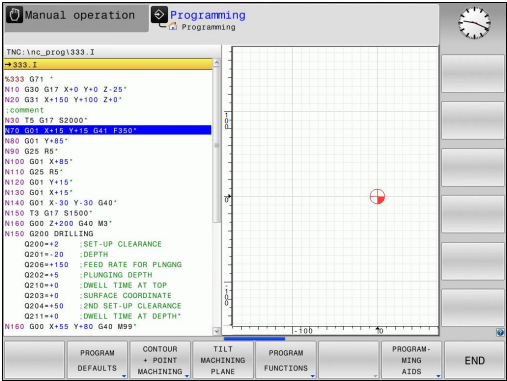 Manual operation
Programming
Programming
TNC:\nc_prog\333.I
→333.I
%333 G71 *
N10 G30 G17 X+0 Y+0 Z-25*
N20 G31 X+150 Y+100 Z+0*
;comment
N30 T5 G17 S2000*
N70 G01 X+15 Y+15 G41 F350*
N80 G01 Y+85*
N90 G25 R5*
N100 G01 X+85*
N110 G25 R5*
N120 G01 Y+15*
N130 G01 X+15*
N140 G01 X-30 Y-30 G40*
N150 T3 G17 S1500*
N160 G00 Z+200 G40 M3*
N150 G200 DRILLING
Q200=+2 ;SET-UP CLEARANCE
Q201=-20 ;DEPTH
Q206=+150 ;FEED RATE FOR PLNGNG
Q202=+5 ;PLUNGING DEPTH
Q210=+0 ;DWELL TIME AT TOP
Q203=+0 ;SURFACE COORDINATE
Q204=+50 ;2ND SET-UP CLEARANCE
Q211=+0 ;DWELL TIME AT DEPTH*
N160 G00 X+55 Y+80 G40 M99*
100
0
-100
-100
0
PROGRAM DEFAULTS
CONTOUR + POINT MACHINING
TILT MACHINING PLANE
PROGRAM FUNCTIONS
PROGRAM-MING AIDS
END